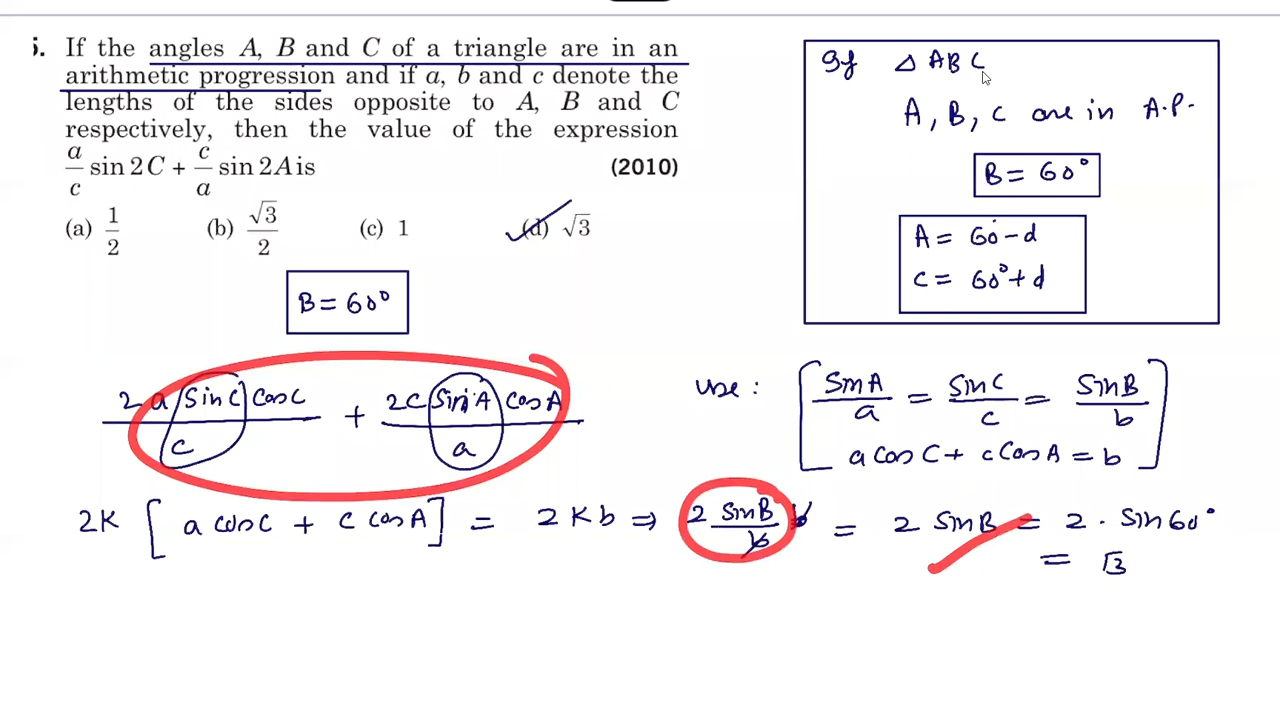 5. If the angles A, B and C of a triangle are in an
arithmetic progression and if a, b and c denote the
lengths of the sides opposite to A, B and C
respectively, then the value of the expression
a/c sin 2C + c/a sin 2A is (2010)
(a) 1/2 (b) √3/2 (c) 1 (d) √3
B = 60°
If △ ABC
A, B, C are in A.P.
B = 60°
A = 60° - d
C = 60° + d
2a sinC cosC / c + 2c sinA cosA / a
use : [ sinA/a = sinC/c = sinB/b
a cosC + c cosA = b ]
2K [ a cosC + c cosA ] = 2Kb ⇒ 2 sinB/b b = 2 sinB = 2 · sin60°
= √3